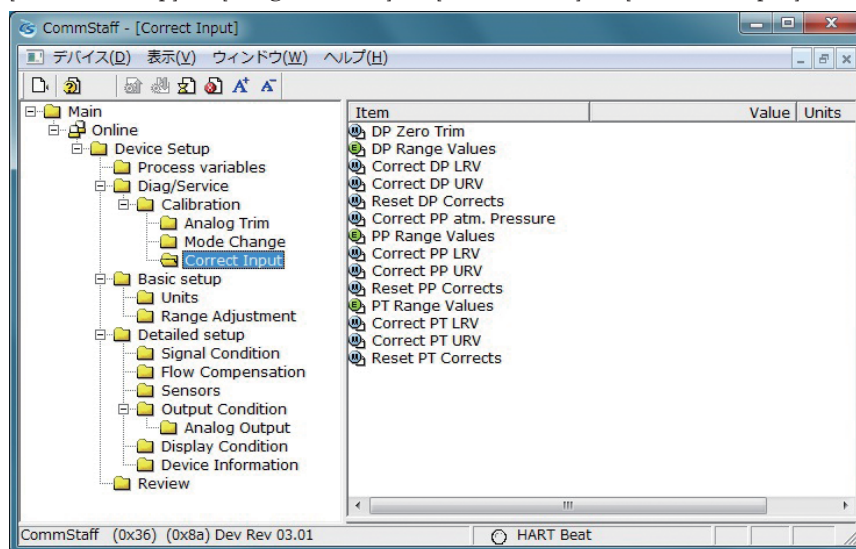 CommStaff - [Correct Input]
デバイス(D) 表示(V) ウィンドウ(W) ヘルプ(H)
Main
Online
Device Setup
Process variables
Diag/Service
Calibration
Analog Trim
Mode Change
Correct Input
Basic setup
Units
Range Adjustment
Detailed setup
Signal Condition
Flow Compensation
Sensors
Output Condition
Analog Output
Display Condition
Device Information
Review
Item Value Units
DP Zero Trim
DP Range Values
Correct DP LRV
Correct DP URV
Reset DP Corrects
Correct PP atm. Pressure
PP Range Values
Correct PP LRV
Correct PP URV
Reset PP Corrects
PT Range Values
Correct PT LRV
Correct PT URV
Reset PT Corrects
CommStaff (0x36) (0x8a) Dev Rev 03.01 HART Beat